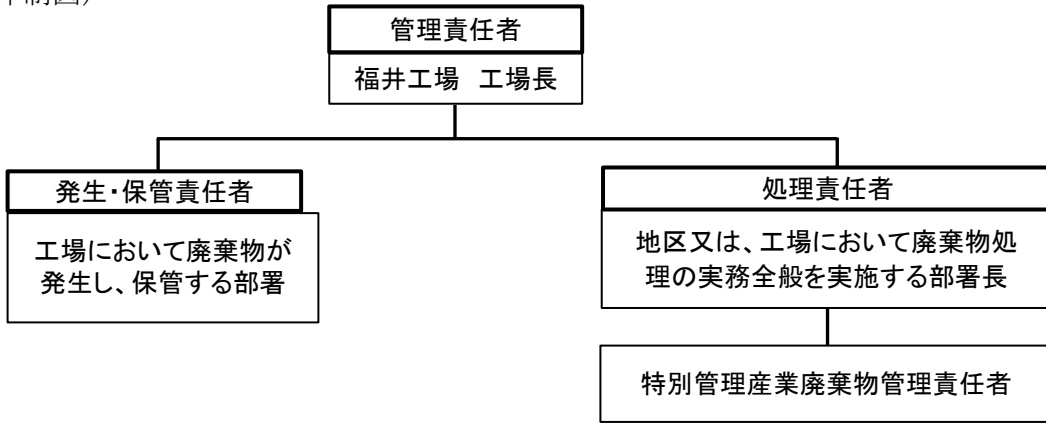 管理責任者
福井工場　工場長
発生・保管責任者
工場において廃棄物が
発生し、保管する部署
処理責任者
地区又は、工場において廃棄物処
理の実務全般を実施する部署長
特別管理産業廃棄物管理責任者